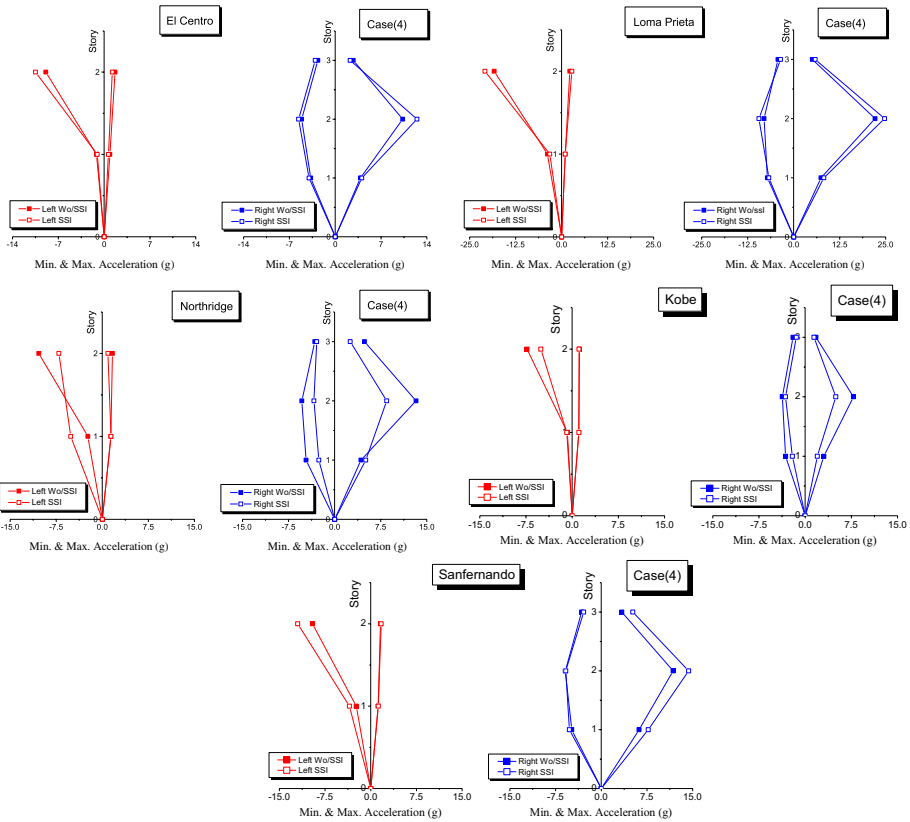 El Centro
Case(4)
Story
2
1
0
Left Wo/SSI
Left SSI
-14 -7 0 7 14
Min. & Max. Acceleration (g)
3
2
1
0
Right Wo/SSI
Right SSI
-14 -7 0 7 14
Loma Prieta
Case(4)
Story
2
1
0
Left Wo/SSI
Left SSI
-25.0 -12.5 0.0 12.5 25.0
Min. & Max. Acceleration (g)
3
2
1
0
Right Wo/ssI
Right SSI
-25.0 -12.5 0.0 12.5 25.0
Min. & Max. Acceleration (g)
Northridge
Case(4)
Story
2
1
0
Left Wo/SSI
Left SSI
-15.0 -7.5 0.0 7.5 15.0
Min. & Max. Acceleration (g)
3
2
1
0
Right Wo/SSI
Right SSI
-15.0 -7.5 0.0 7.5 15.0
Min. & Max. Acceleration (g)
Kobe
Case(4)
Story
2
1
0
Left Wo/SSI
Left SSI
-15.0 -7.5 0.0 7.5 15.0
Min. & Max. Acceleration (g)
3
2
1
0
Right Wo/SSI
Right SSI
-15.0 -7.5 0.0 7.5 15.0
Min. & Max. Acceleration (g)
Sanfernando
Case(4)
Story
2
1
0
Left Wo/SSI
Left SSI
-15.0 -7.5 0.0 7.5 15.0
Min. & Max. Acceleration (g)
3
2
1
0
Right Wo/SSI
Right SSI
-15.0 -7.5 0.0 7.5 15.0
Min. & Max. Acceleration (g)